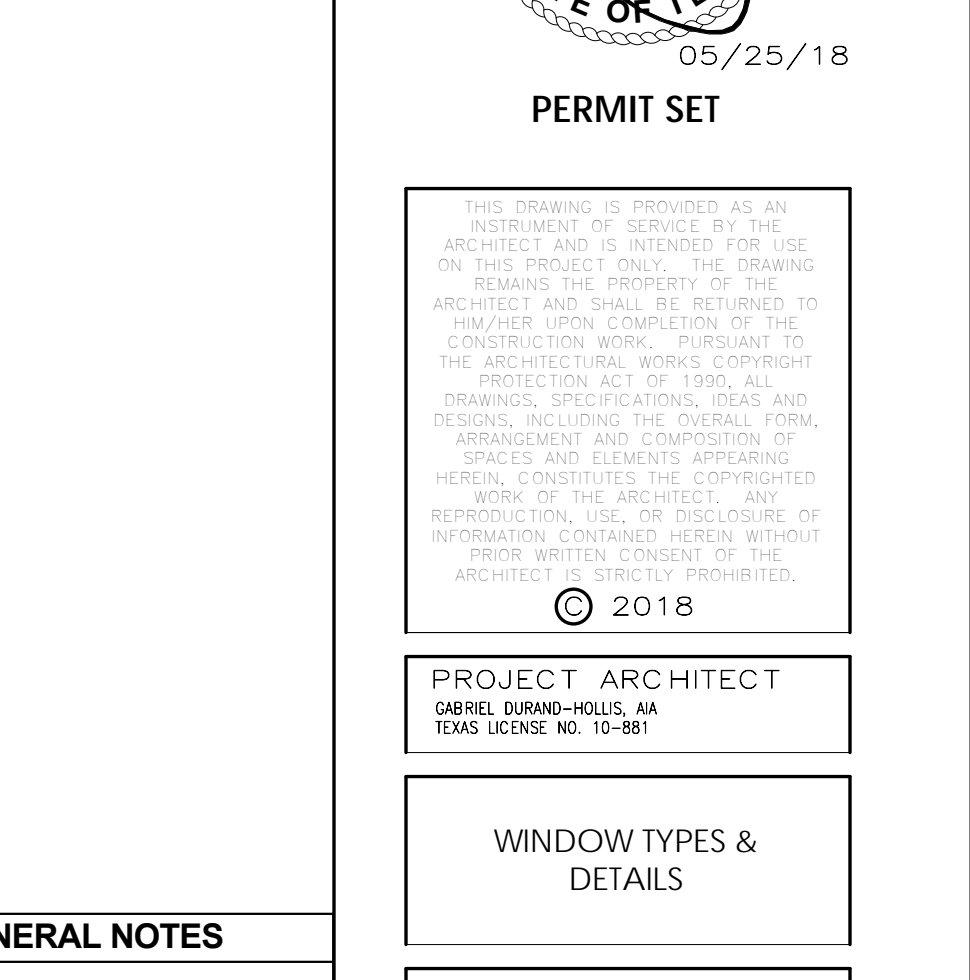 E OF TE
05/25/18
PERMIT SET
THIS DRAWING IS PROVIDED AS AN
INSTRUMENT OF SERVICE BY THE
ARCHITECT AND IS INTENDED FOR USE
ON THIS PROJECT ONLY. THE DRAWING
REMAINS THE PROPERTY OF THE
ARCHITECT AND SHALL BE RETURNED TO
HIM/HER UPON COMPLETION OF THE
CONSTRUCTION WORK. PURSUANT TO
THE ARCHITECTURAL WORKS COPYRIGHT
PROTECTION ACT OF 1990, ALL
DRAWINGS, SPECIFICATIONS, IDEAS AND
DESIGNS, INCLUDING THE OVERALL FORM,
ARRANGEMENT AND COMPOSITION OF
SPACES AND ELEMENTS APPEARING
HEREIN, CONSTITUTES THE COPYRIGHTED
WORK OF THE ARCHITECT. ANY
REPRODUCTION, USE, OR DISCLOSURE OF
INFORMATION CONTAINED HEREIN WITHOUT
PRIOR WRITTEN CONSENT OF THE
ARCHITECT IS STRICTLY PROHIBITED.
© 2018
PROJECT ARCHITECT
GABRIEL DURAND-HOLLIS, AIA
TEXAS LICENSE NO. 10-881
WINDOW TYPES &
DETAILS
NERAL NOTES